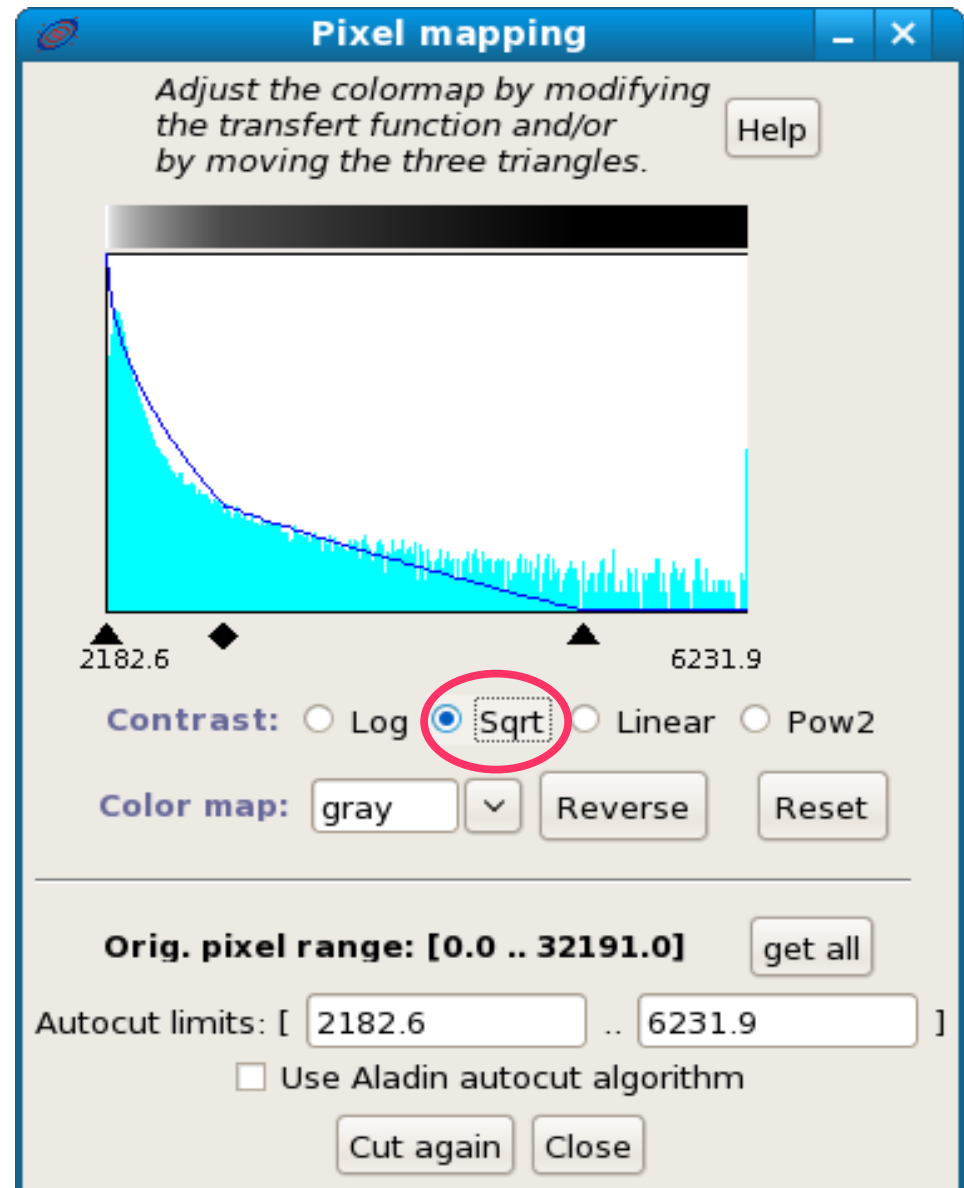 Pixel mapping
Adjust the colormap by modifying
the transfert function and/or
by moving the three triangles.
Help
2182.6 6231.9
Contrast: Log Sqrt Linear Pow2
Color map: gray Reverse Reset
Orig. pixel range: [0.0 .. 32191.0] get all
Autocut limits: [ 2182.6 .. 6231.9 ]
Use Aladin autocut algorithm
Cut again Close